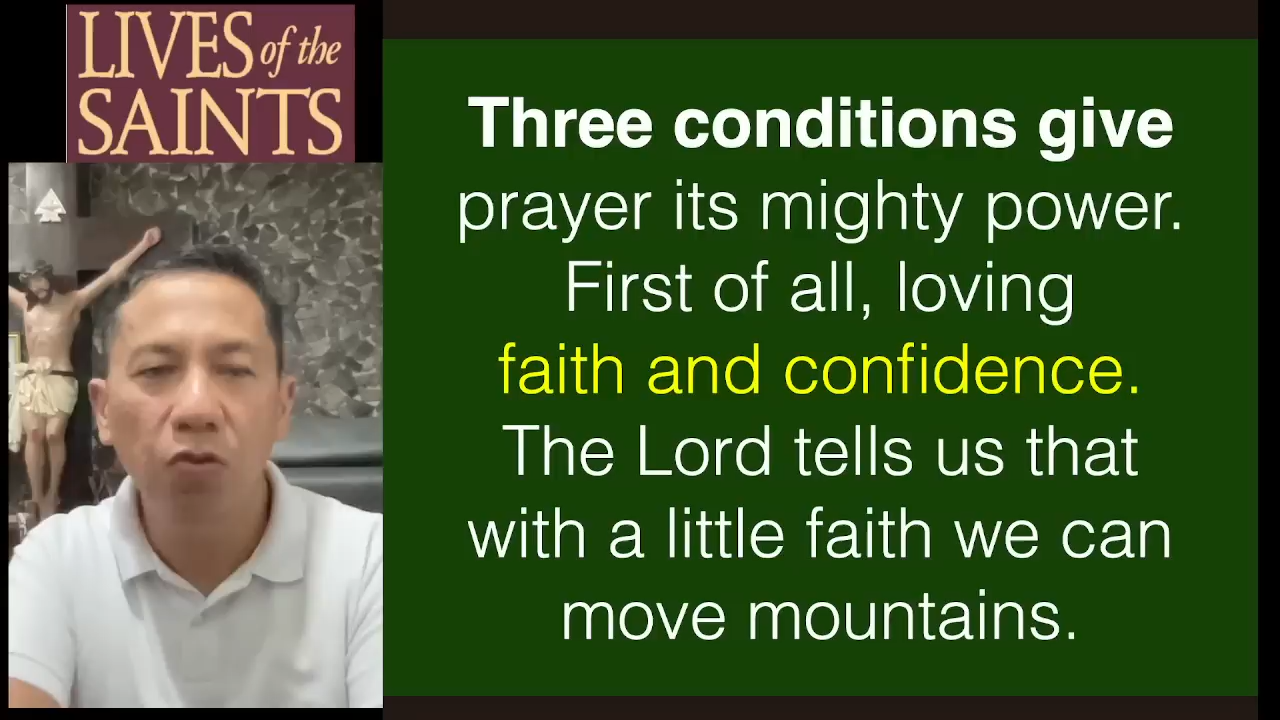 LIVES of the
SAINTS
Three conditions give
prayer its mighty power.
First of all, loving
faith and confidence.
The Lord tells us that
with a little faith we can
move mountains.